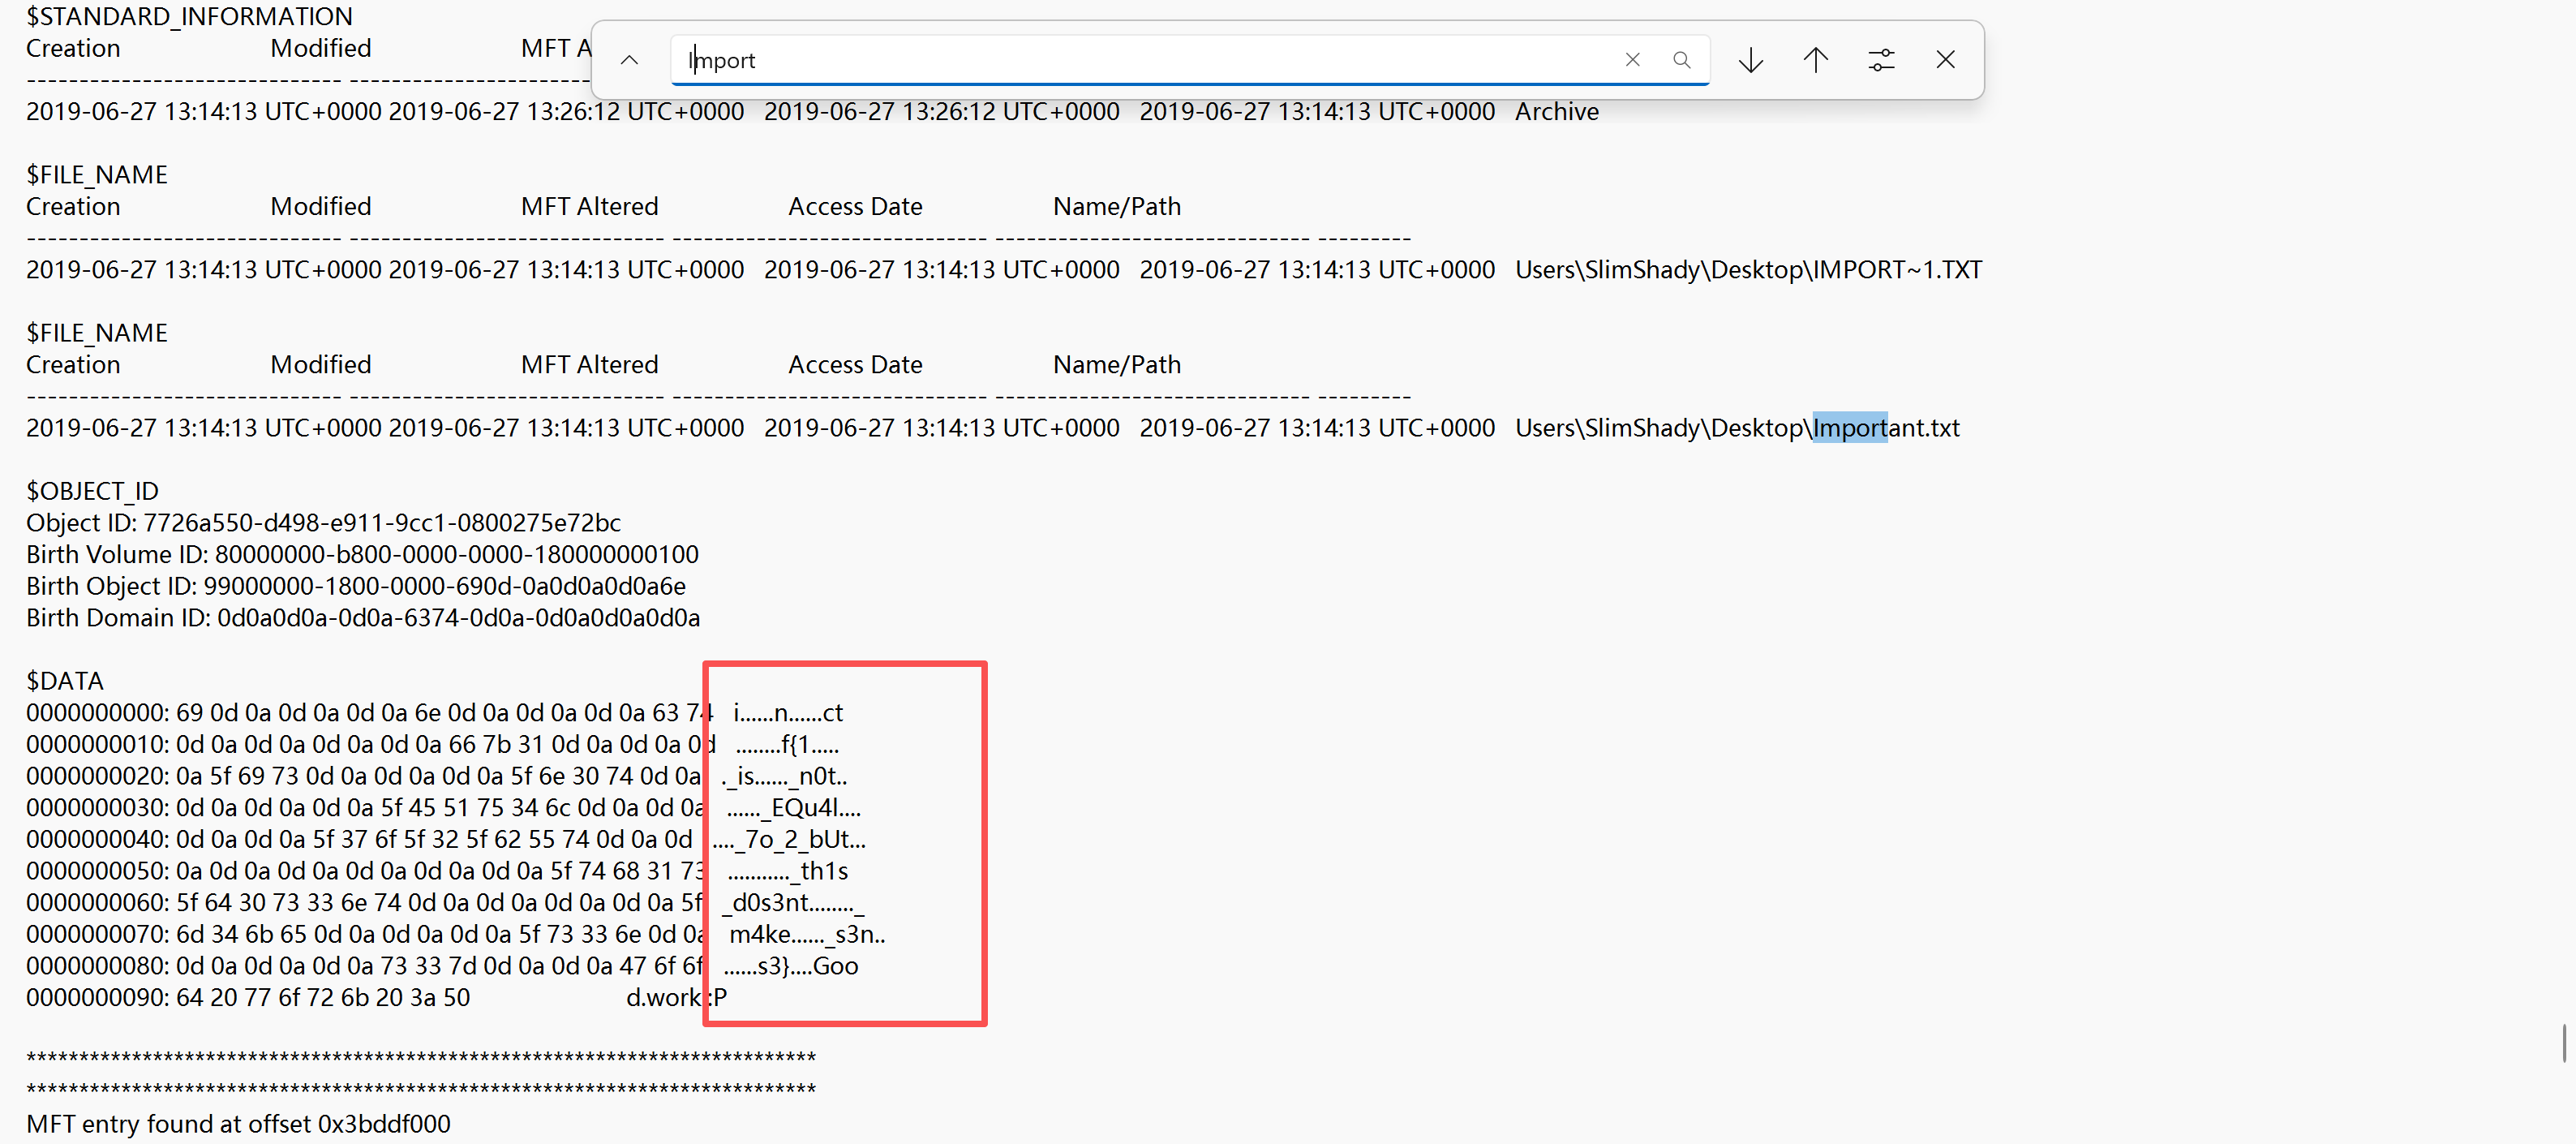 $STANDARD_INFORMATION
Creation Modified MFT A
------------------------------ ------------------------------
Import
2019-06-27 13:14:13 UTC+0000 2019-06-27 13:26:12 UTC+0000 2019-06-27 13:26:12 UTC+0000 2019-06-27 13:14:13 UTC+0000 Archive
$FILE_NAME
Creation Modified MFT Altered Access Date Name/Path
------------------------------ ------------------------------ ------------------------------ ------------------------------ ---------
2019-06-27 13:14:13 UTC+0000 2019-06-27 13:14:13 UTC+0000 2019-06-27 13:14:13 UTC+0000 2019-06-27 13:14:13 UTC+0000 Users\SlimShady\Desktop\IMPORT~1.TXT
$FILE_NAME
Creation Modified MFT Altered Access Date Name/Path
------------------------------ ------------------------------ ------------------------------ ------------------------------ ---------
2019-06-27 13:14:13 UTC+0000 2019-06-27 13:14:13 UTC+0000 2019-06-27 13:14:13 UTC+0000 2019-06-27 13:14:13 UTC+0000 Users\SlimShady\Desktop\Important.txt
$OBJECT_ID
Object ID: 7726a550-d498-e911-9cc1-0800275e72bc
Birth Volume ID: 80000000-b800-0000-0000-180000000100
Birth Object ID: 99000000-1800-0000-690d-0a0d0a0d0a6e
Birth Domain ID: 0d0a0d0a-0d0a-6374-0d0a-0d0a0d0a0d0a
$DATA
0000000000: 69 0d 0a 0d 0a 0d 0a 6e 0d 0a 0d 0a 0d 0a 63 74 i......n......ct
0000000010: 0d 0a 0d 0a 0d 0a 0d 0a 66 7b 31 0d 0a 0d 0a 0d ........f{1.....
0000000020: 0a 5f 69 73 0d 0a 0d 0a 0d 0a 5f 6e 30 74 0d 0a ._is......_n0t..
0000000030: 0d 0a 0d 0a 0d 0a 5f 45 51 75 34 6c 0d 0a 0d 0a ......_EQu4l....
0000000040: 0d 0a 0d 0a 5f 37 6f 5f 32 5f 62 55 74 0d 0a 0d ...._7o_2_bUt...
0000000050: 0a 0d 0a 0d 0a 0d 0a 0d 0a 0d 0a 5f 74 68 31 73 ..........._th1s
0000000060: 5f 64 30 73 33 6e 74 0d 0a 0d 0a 0d 0a 0d 0a 5f _d0s3nt........_
0000000070: 6d 34 6b 65 0d 0a 0d 0a 0d 0a 5f 73 33 6e 0d 0a m4ke......_s3n..
0000000080: 0d 0a 0d 0a 0d 0a 73 33 7d 0d 0a 0d 0a 47 6f 6f ......s3}....Goo
0000000090: 64 20 77 6f 72 6b 20 3a 50 d.work.:P
***************************************************************************
***************************************************************************
MFT entry found at offset 0x3bddf000